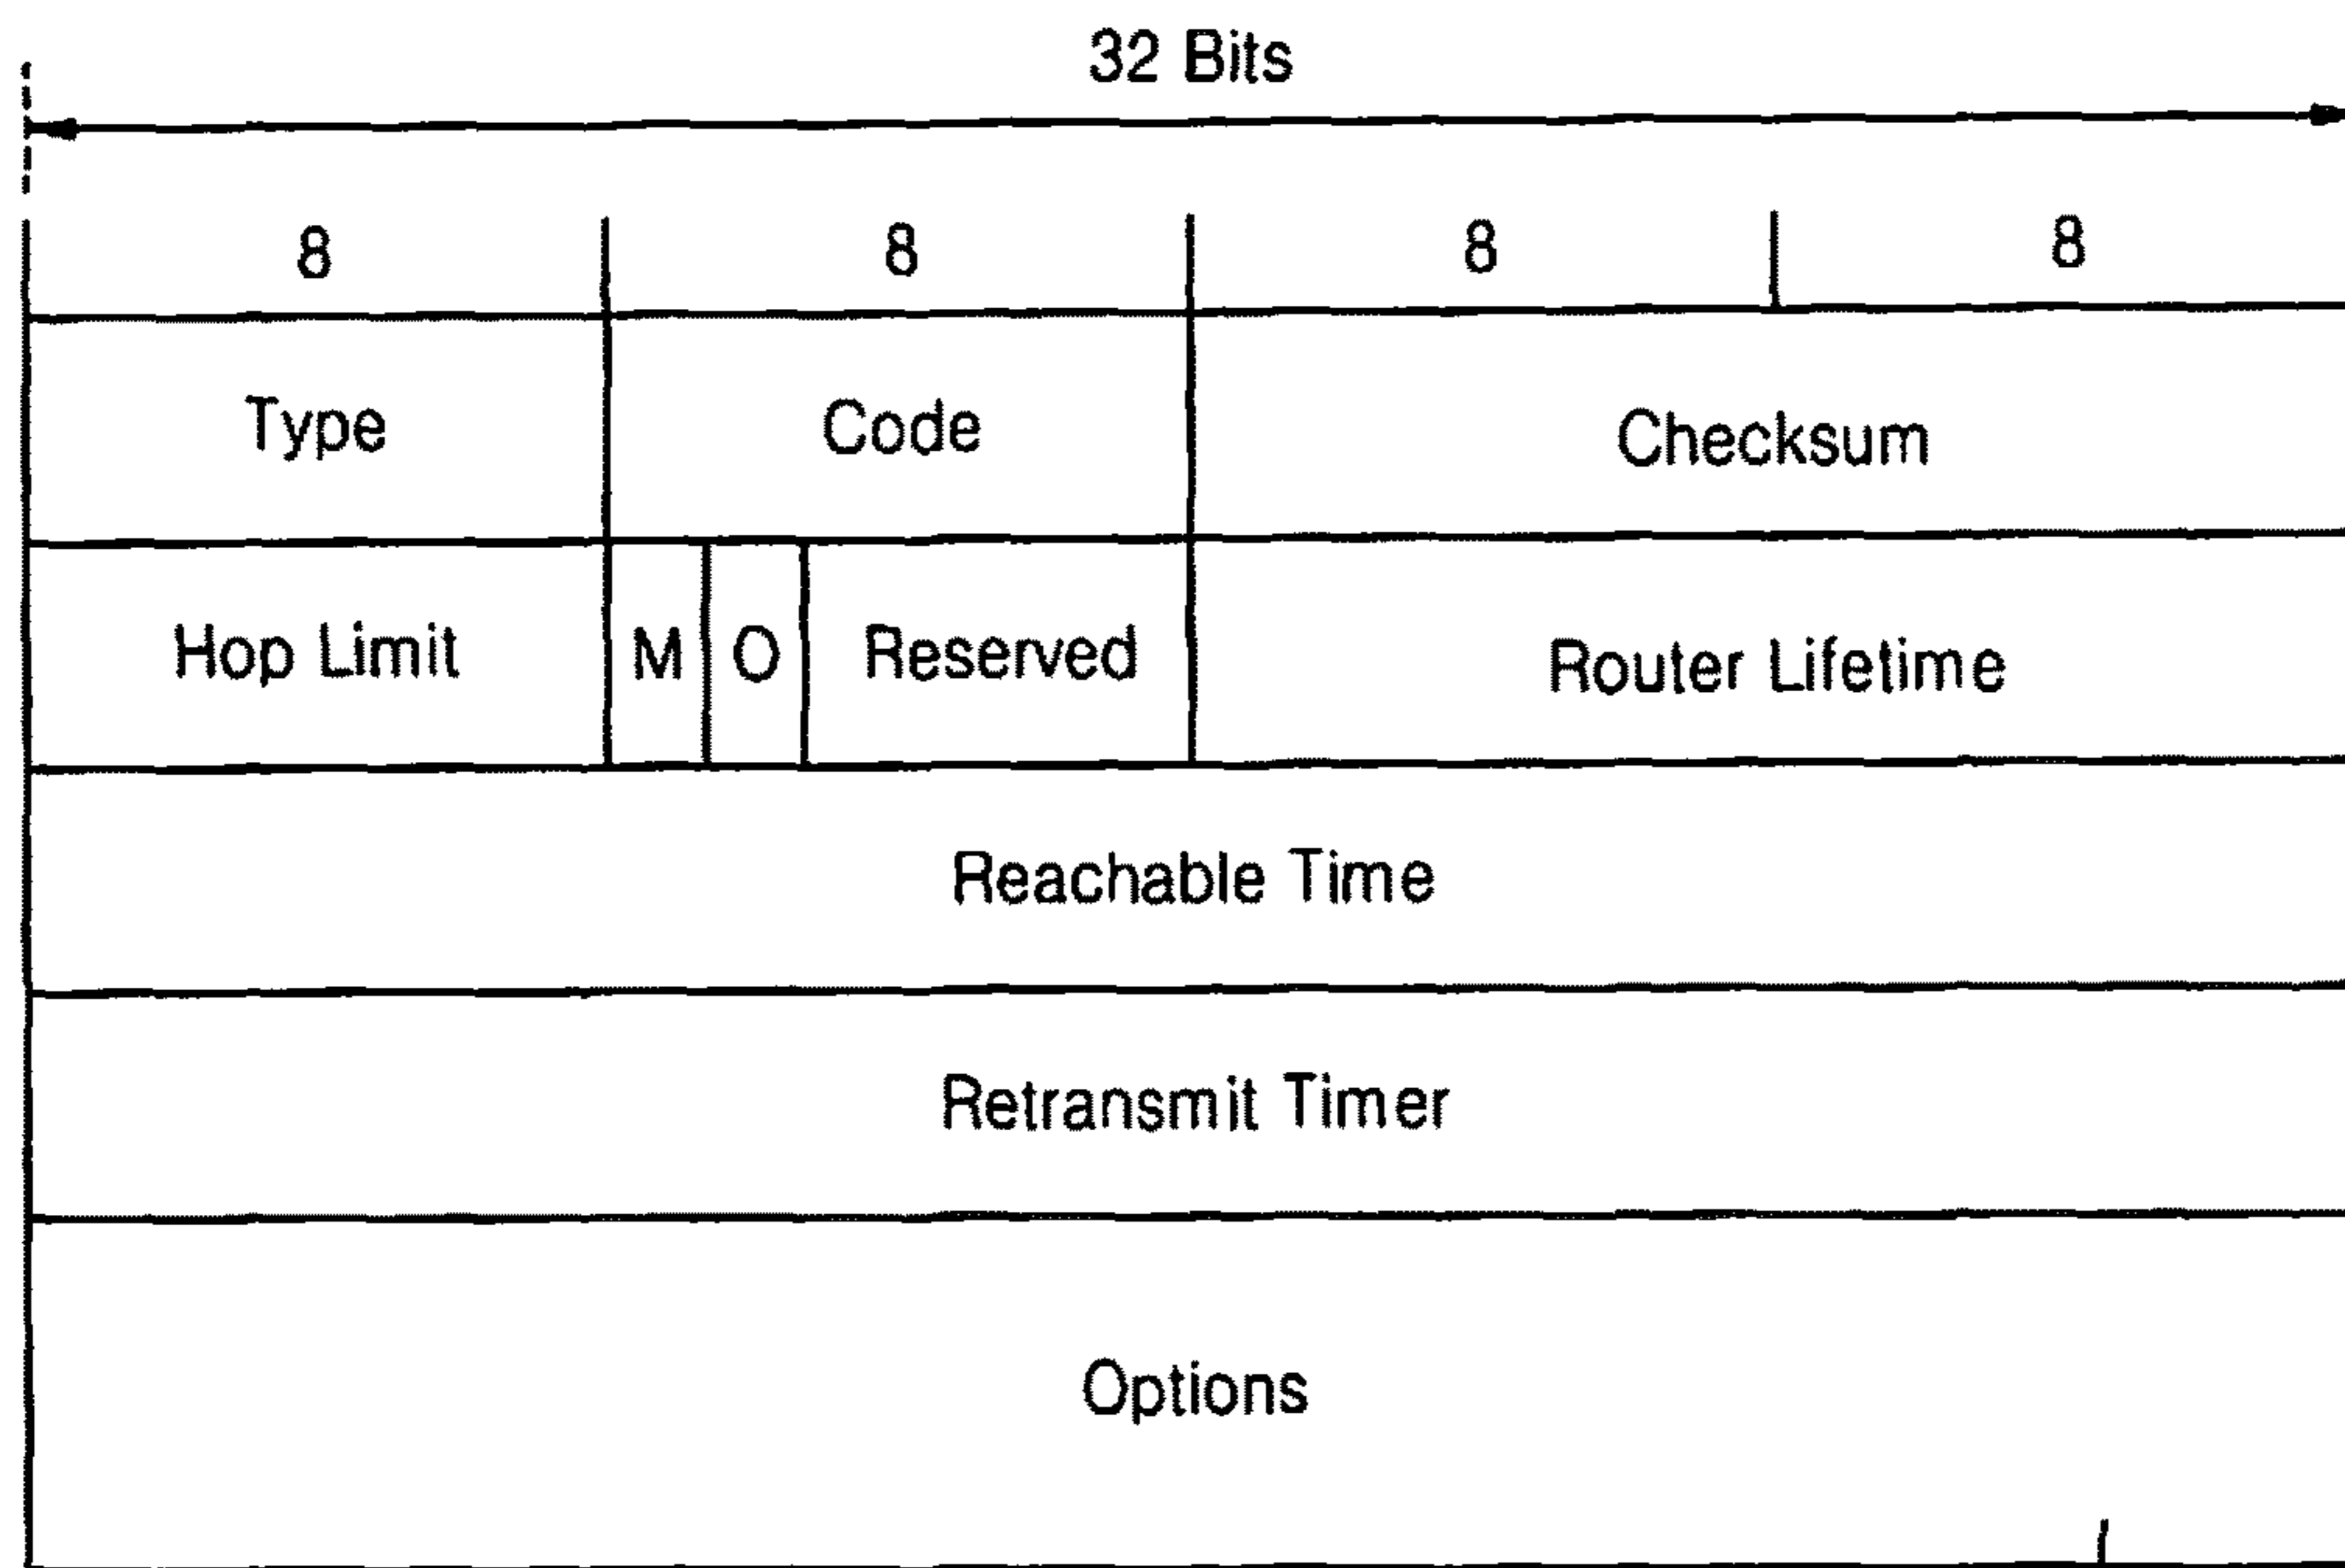 32 Bits
8 8 8 8
Type Code Checksum
Hop Limit M O Reserved Router Lifetime
Reachable Time
Retransmit Timer
Options